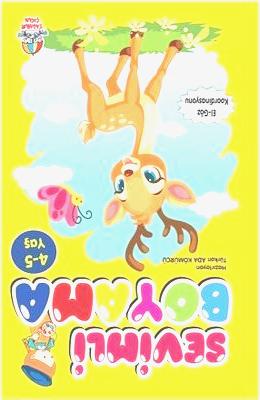 SEVİMLİ
BOYAMA
Hazırlayan
Türkan ADA KÖMÜRCÜ
4-5
Yaş
El-Göz
Koordinasyonu